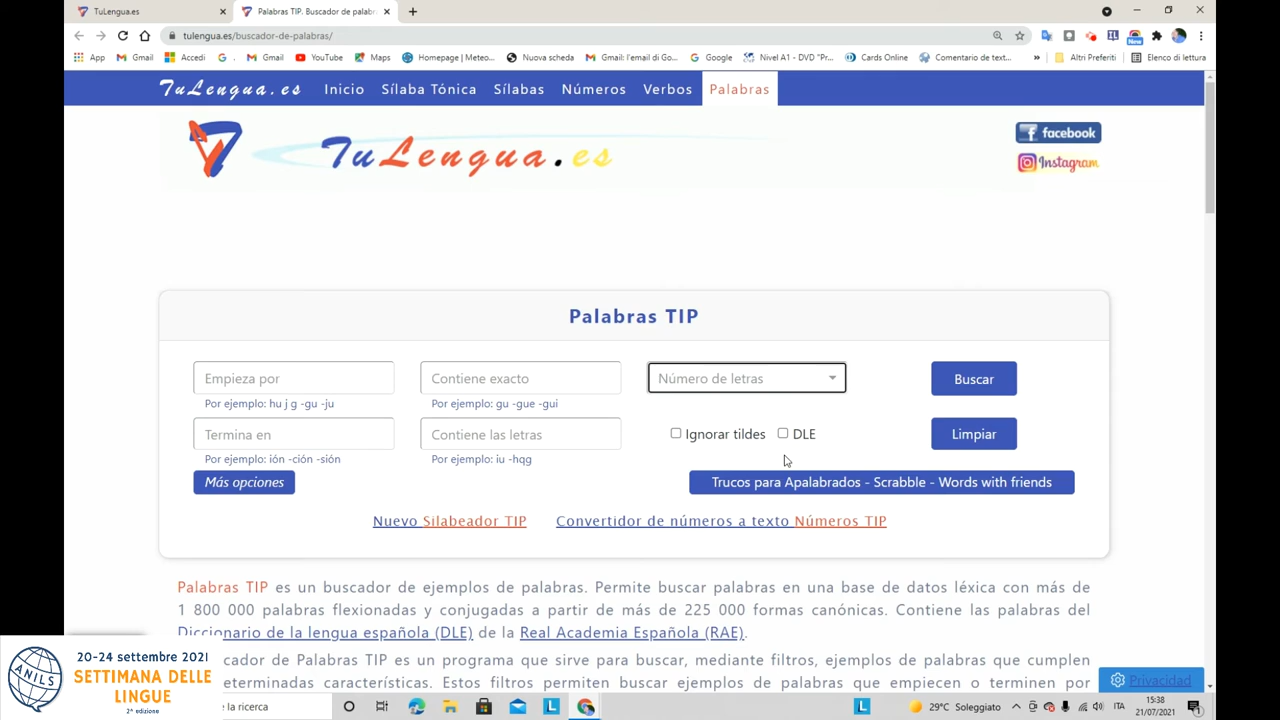 TuLengua.es
Palabras TIP. Buscador de palabr
tulengua.es/buscador-de-palabras/
App
Gmail
Accedi
G .
Gmail
YouTube
Maps
Homepage | Meteo...
Nuova scheda
Gmail: l'email di Go...
Google
Nivel A1 - DVD "Pr...
Cards Online
Comentario de text...
»
Altri Preferiti
Elenco di lettura
TuLengua.es
Inicio
Sílaba Tónica
Sílabas
Números
Verbos
Palabras
TuLengua.es
facebook
Instagram
Palabras TIP
Empieza por
Contiene exacto
Número de letras
Buscar
Por ejemplo: hu j g -gu -ju
Por ejemplo: gu -gue -gui
Termina en
Contiene las letras
Ignorar tildes
DLE
Limpiar
Por ejemplo: ión -ción -sión
Por ejemplo: iu -hqg
Más opciones
Trucos para Apalabrados - Scrabble - Words with friends
Nuevo Silabeador TIP
Convertidor de números a texto Números TIP
Palabras TIP es un buscador de ejemplos de palabras. Permite buscar palabras en una base de datos léxica con más de
1 800 000 palabras flexionadas y conjugadas a partir de más de 225 000 formas canónicas. Contiene las palabras del
Diccionario de la lengua española (DLE) de la Real Academia Española (RAE).
cador de Palabras TIP es un programa que sirve para buscar, mediante filtros, ejemplos de palabras que cumplen
eterminadas características. Estos filtros permiten buscar ejemplos de palabras que empiecen o terminen por
Privacidad
ANILS
20-24 settembre 2021
SETTIMANA DELLE
LINGUE
2ª edizione
le la ricerca
29°C Soleggiato
ITA
15:38
21/07/2021